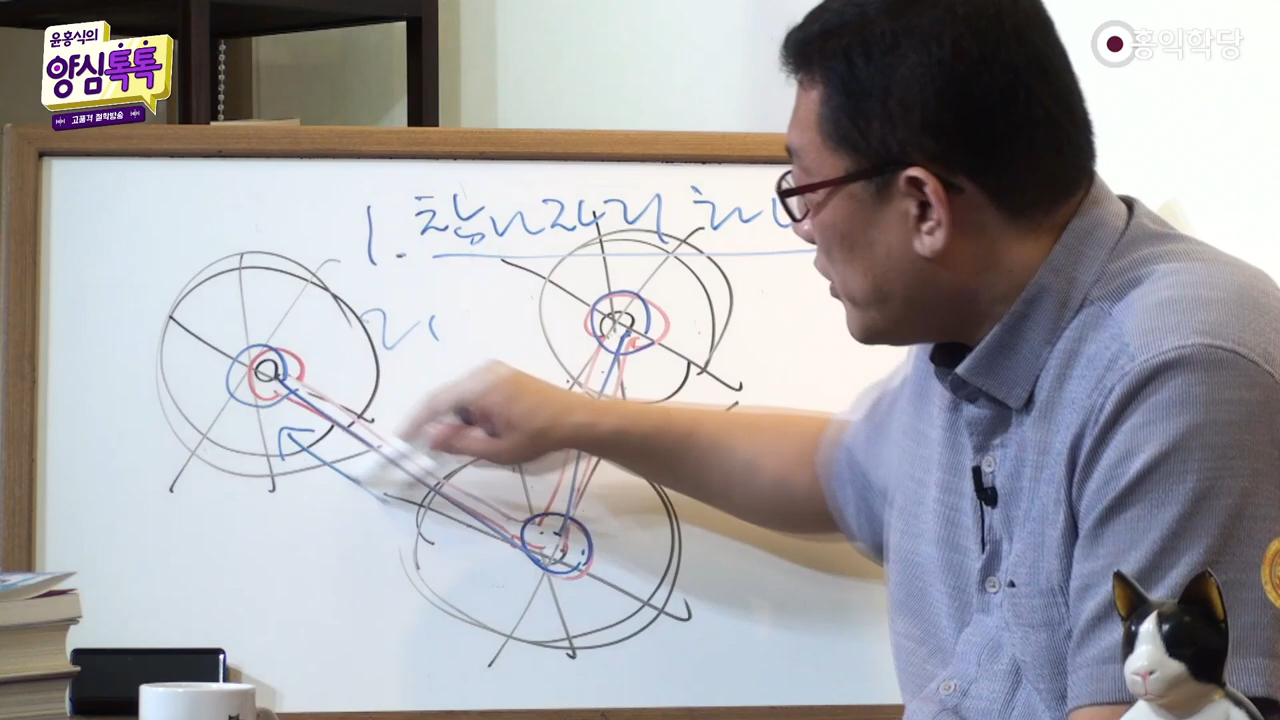 윤홍식의
양심톡톡
고품격 철학방송
홍익학당
1. 참나자리
2.